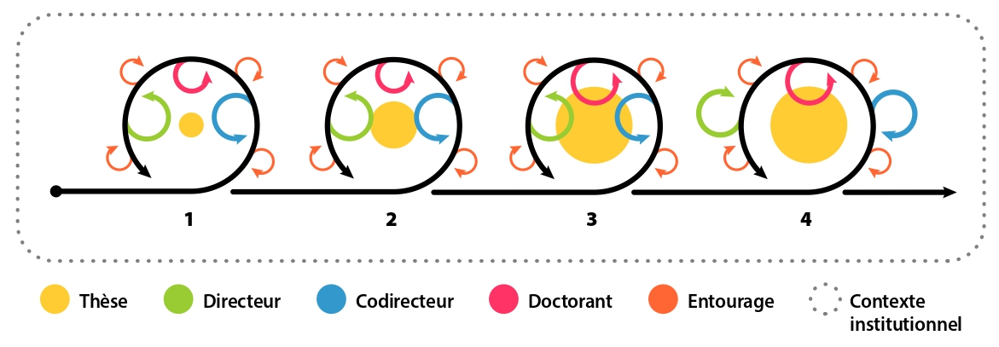 1 2 3 4
Thèse Directeur Codirecteur Doctorant Entourage Contexte
institutionnel